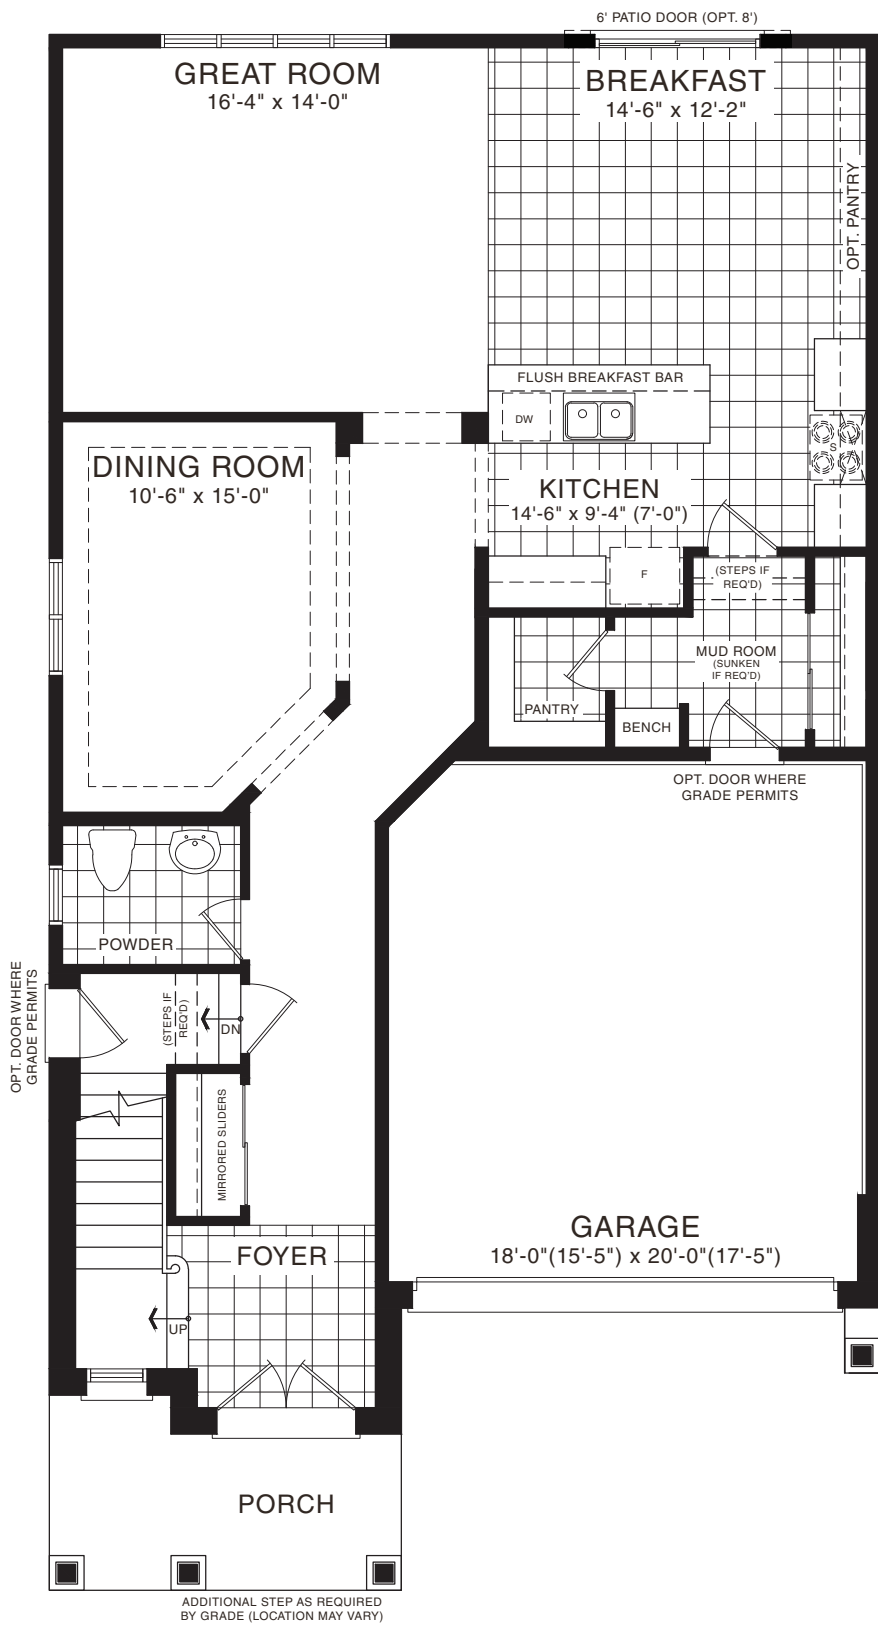 6' PATIO DOOR (OPT. 8')
GREAT ROOM
16'-4" x 14'-0"
BREAKFAST
14'-6" x 12'-2"
OPT. PANTRY
FLUSH BREAKFAST BAR
DW
S
DINING ROOM
10'-6" x 15'-0"
KITCHEN
14'-6" x 9'-4" (7'-0")
F
(STEPS IF
REQ'D)
MUD ROOM
(SUNKEN
IF REQ'D)
PANTRY
BENCH
OPT. DOOR WHERE
GRADE PERMITS
POWDER
OPT. DOOR WHERE
GRADE PERMITS
(STEPS IF
REQ'D)
DN
MIRRORED SLIDERS
FOYER
UP
GARAGE
18'-0"(15'-5") x 20'-0"(17'-5")
PORCH
ADDITIONAL STEP AS REQUIRED
BY GRADE (LOCATION MAY VARY)